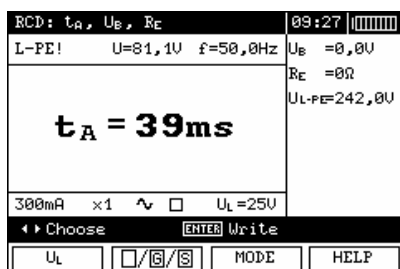 RCD: tA, UB, RE 09:27
L-PE! U=81,1V f=50,0Hz
UB =0,0V
RE =0Ω
UL-PE=242,0V
tA = 39ms
300mA x1 ∿ □ UL=25V
Choose ENTER Write
UL □/G/S MODE HELP